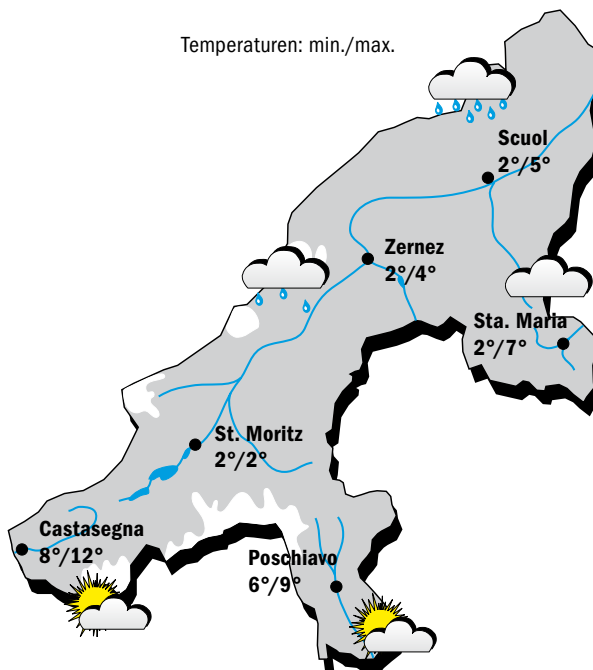 Temperaturen: min./max.
Scuol
2°/5°
Zernez
2°/4°
Sta. Maria
2°/7°
St. Moritz
2°/2°
Castasegna
8°/12°
Poschiavo
6°/9°